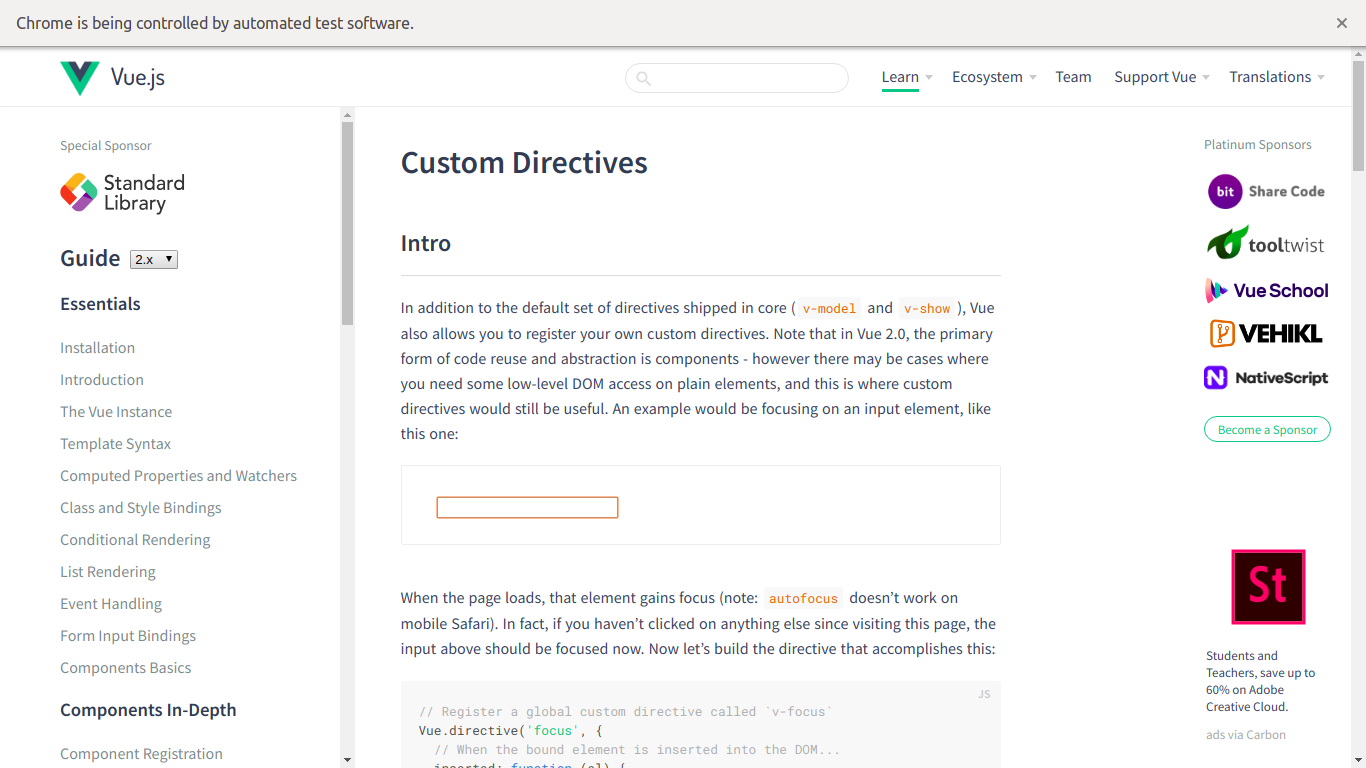 Chrome is being controlled by automated test software.
Vue.js
Learn
Ecosystem
Team
Support Vue
Translations
Special Sponsor
Standard
Library
Guide 2.x
Essentials
Installation
Introduction
The Vue Instance
Template Syntax
Computed Properties and Watchers
Class and Style Bindings
Conditional Rendering
List Rendering
Event Handling
Form Input Bindings
Components Basics
Components In-Depth
Component Registration
Custom Directives
Intro
In addition to the default set of directives shipped in core ( v-model and v-show ), Vue
also allows you to register your own custom directives. Note that in Vue 2.0, the primary
form of code reuse and abstraction is components - however there may be cases where
you need some low-level DOM access on plain elements, and this is where custom
directives would still be useful. An example would be focusing on an input element, like
this one:
When the page loads, that element gains focus (note: autofocus doesn’t work on
mobile Safari). In fact, if you haven’t clicked on anything else since visiting this page, the
input above should be focused now. Now let’s build the directive that accomplishes this:
JS
// Register a global custom directive called `v-focus`
Vue.directive('focus', {
// When the bound element is inserted into the DOM...
inserted: function (el) {
Platinum Sponsors
bit Share Code
tooltwist
Vue School
VEHIKL
NativeScript
Become a Sponsor
St
Students and
Teachers, save up to
60% on Adobe
Creative Cloud.
ads via Carbon